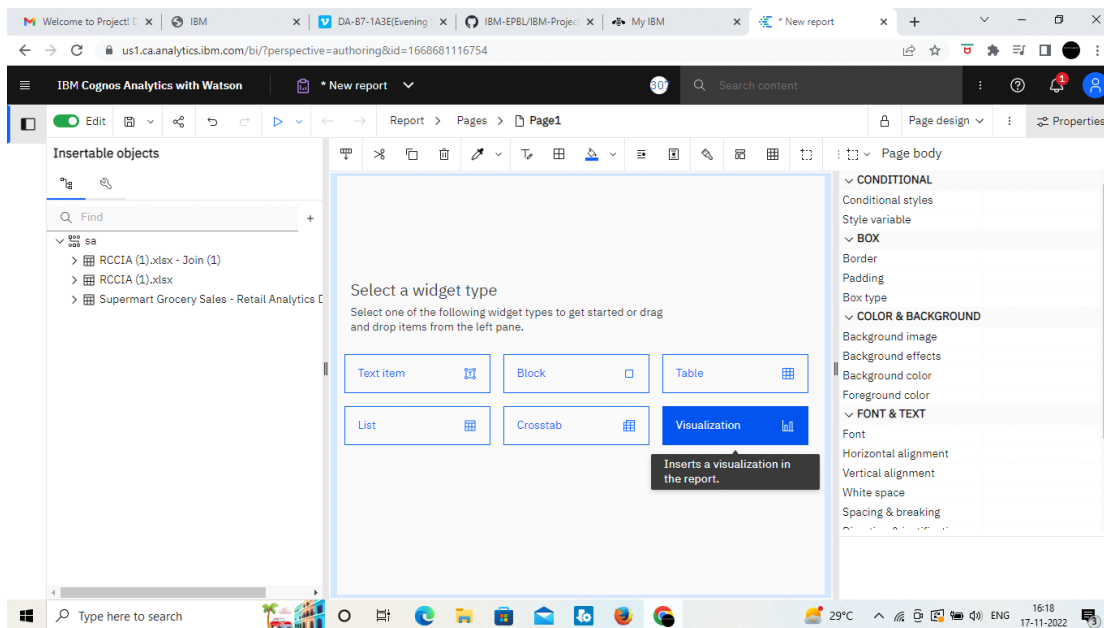 Welcome to Project! D
IBM
DA-B7-1A3E(Evening
IBM-EPBL/IBM-Project
My IBM
* New report
us1.ca.analytics.ibm.com/bi/?perspective=authoring&id=1668681116754
IBM Cognos Analytics with Watson
* New report
307
Search content
1
Edit
Report > Pages > Page1
Page design
Properties
Insertable objects
Page body
Find
sa
RCCIA (1).xlsx - Join (1)
RCCIA (1).xlsx
Supermart Grocery Sales - Retail Analytics D
Select a widget type
Select one of the following widget types to get started or drag
and drop items from the left pane.
Text item
Block
Table
List
Crosstab
Visualization
Inserts a visualization in
the report.
CONDITIONAL
Conditional styles
Style variable
BOX
Border
Padding
Box type
COLOR & BACKGROUND
Background image
Background effects
Background color
Foreground color
FONT & TEXT
Font
Horizontal alignment
Vertical alignment
White space
Spacing & breaking
Type here to search
29°C
ENG
16:18
17-11-2022
3